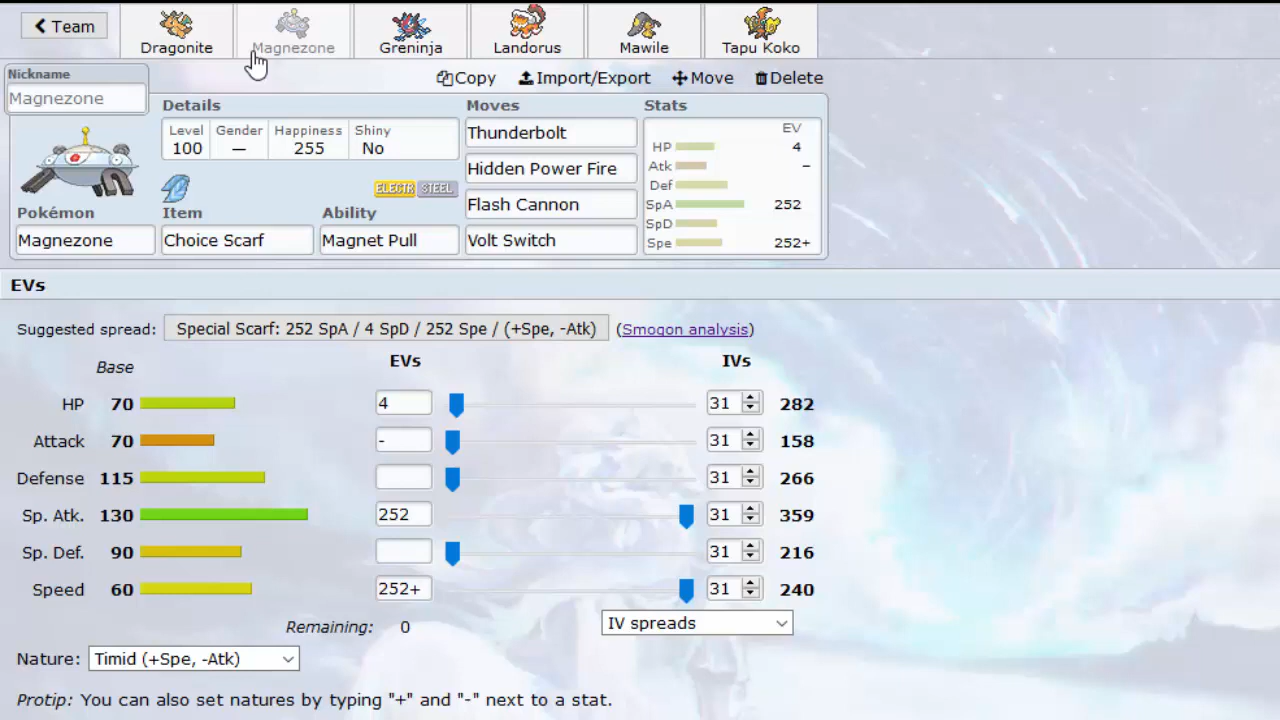 Team
Dragonite Magnezone Greninja Landorus Mawile Tapu Koko
Copy Import/Export Move Delete
Nickname
Magnezone
Details Moves Stats
Level Gender Happiness Shiny
100 — 255 No
Thunderbolt
Hidden Power Fire
Flash Cannon
Volt Switch
EV
HP 4
Atk –
Def
SpA 252
SpD
Spe 252+
ELECTR STEEL
Pokémon Item Ability
Magnezone Choice Scarf Magnet Pull
EVs
Suggested spread: Special Scarf: 252 SpA / 4 SpD / 252 Spe / (+Spe, -Atk) (Smogon analysis)
Base EVs IVs
HP 70 4 31 282
Attack 70 - 31 158
Defense 115 31 266
Sp. Atk. 130 252 31 359
Sp. Def. 90 31 216
Speed 60 252+ 31 240
Remaining: 0 IV spreads
Nature: Timid (+Spe, -Atk)
Protip: You can also set natures by typing "+" and "-" next to a stat.